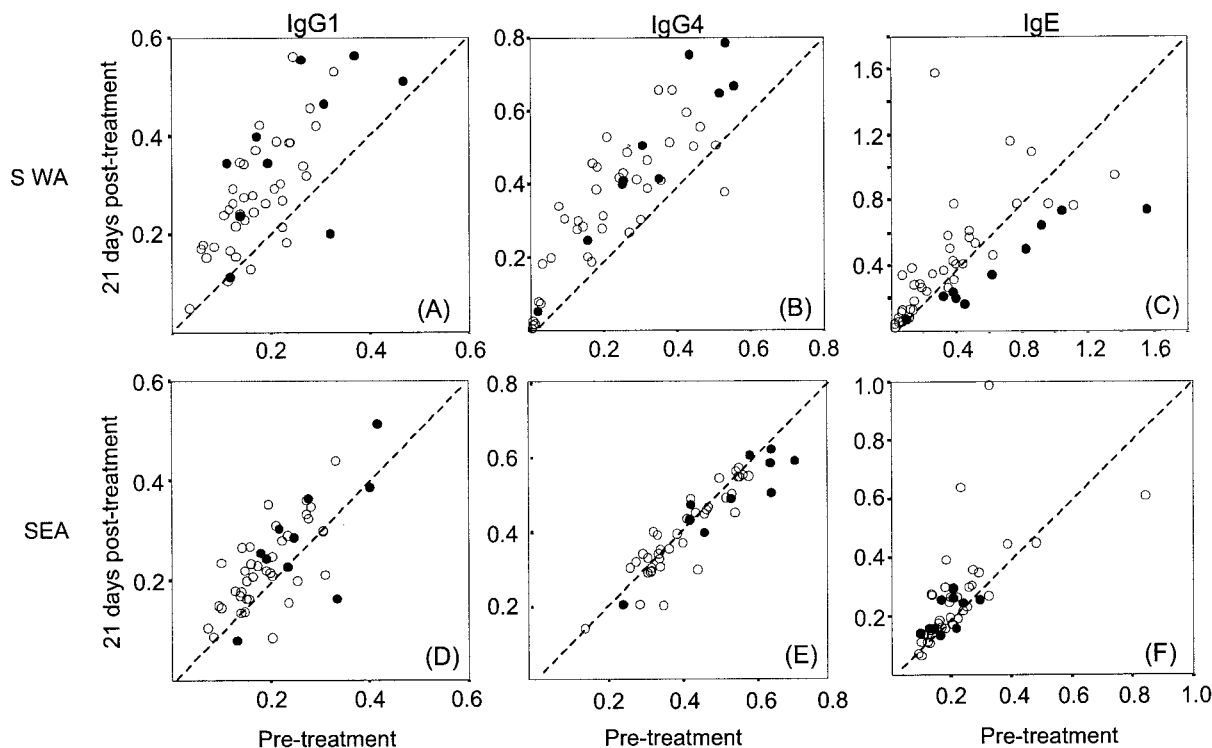 IgG1 IgG4 IgE
S WA
21 days post-treatment
0.6 0.4 0.2
0.2 0.4 0.6
(A)
0.8 0.6 0.4 0.2
0.2 0.4 0.6 0.8
(B)
1.6 1.2 0.8 0.4
0.4 0.8 1.2 1.6
(C)
SEA
21 days post-treatment
0.6 0.4 0.2
0.2 0.4 0.6
(D)
Pre-treatment
0.8 0.6 0.4 0.2
0.2 0.4 0.6 0.8
(E)
Pre-treatment
1.0 0.8 0.6 0.4 0.2
0.2 0.4 0.6 0.8 1.0
(F)
Pre-treatment